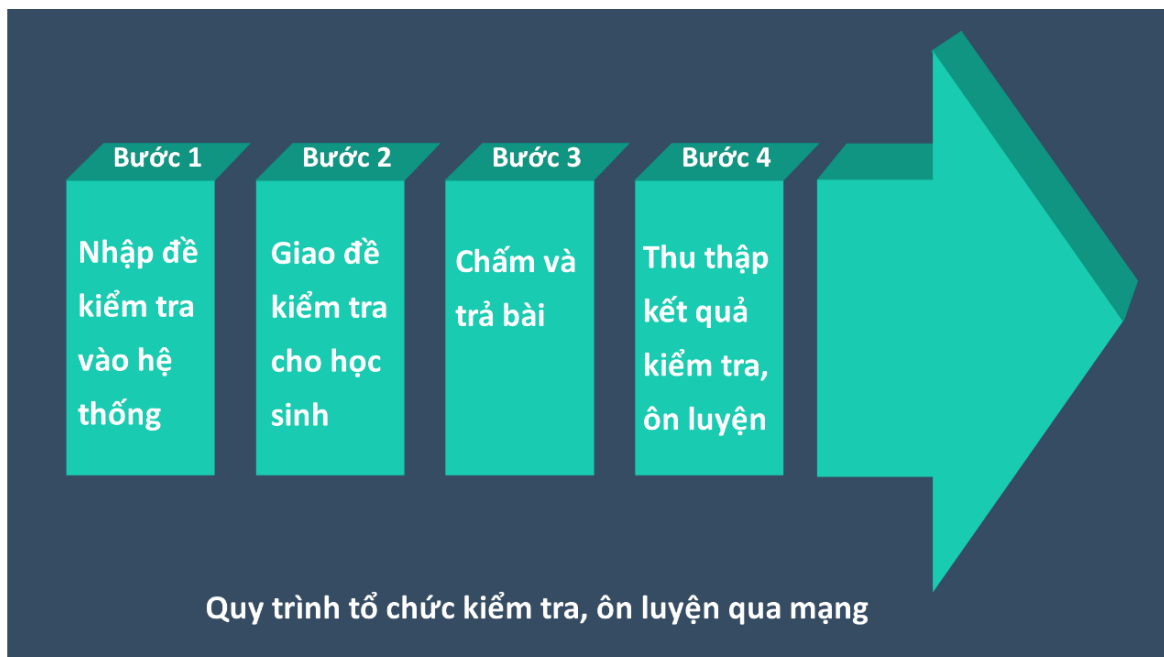 Bước 1
Nhập đề
kiểm tra
vào hệ
thống
Bước 2
Giao đề
kiểm tra
cho học
sinh
Bước 3
Chấm và
trả bài
Bước 4
Thu thập
kết quả
kiểm tra,
ôn luyện
Quy trình tổ chức kiểm tra, ôn luyện qua mạng